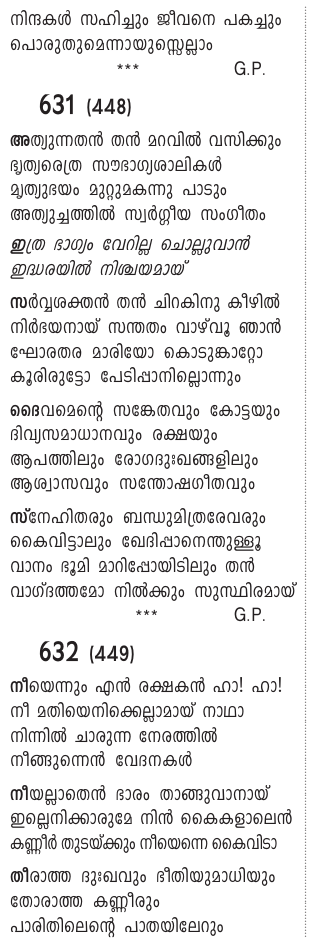 നിന്ദകൾ സഹിച്ചും ജീവനെ പകച്ചും
പൊരുതുമെന്നായുസ്സെല്ലാം
*** G.P.
631 (448)
അത്യുന്നതൻ തൻ മറവിൽ വസിക്കും
ഭൃത്യരെത്ര സൗഭാഗ്യശാലികൾ
മൃത്യുഭയം മുറ്റുമകന്നു പാടും
അത്യുച്ചത്തിൽ സ്വർഗ്ഗീയ സംഗീതം
ഇത്ര ഭാഗ്യം വേറില്ല ചൊല്ലുവാൻ
ഇദ്ധരയിൽ നിശ്ചയമായ്
സർവ്വശക്തൻ തൻ ചിറകിനു കീഴിൽ
നിർഭയനായ് സന്തതം വാഴ്‌വൂ ഞാൻ
ഘോരതര മാരിയോ കൊടുങ്കാറ്റോ
കൂരിരുട്ടോ പേടിപ്പാനില്ലൊന്നും
ദൈവമെന്റെ സങ്കേതവും കോട്ടയും
ദിവ്യസമാധാനവും രക്ഷയും
ആപത്തിലും രോഗദുഃഖങ്ങളിലും
ആശ്വാസവും സന്തോഷഗീതവും
സ്നേഹിതരും ബന്ധുമിത്രരേവരും
കൈവിട്ടാലും ഖേദിപ്പാനെന്തുള്ളൂ
വാനം ഭൂമി മാറിപ്പോയിടിലും തൻ
വാഗ്ദത്തമോ നിൽക്കും സുസ്ഥിരമായ്
*** G.P.
632 (449)
നീയെന്നും എൻ രക്ഷകൻ ഹാ! ഹാ!
നീ മതിയെനിക്കെല്ലാമായ് നാഥാ
നിന്നിൽ ചാരുന്ന നേരത്തിൽ
നീങ്ങുന്നെൻ വേദനകൾ
നീയല്ലാതെൻ ഭാരം താങ്ങുവാനായ്
ഇല്ലെനിക്കാരുമേ നിൻ കൈകളാലെൻ
കണ്ണീർ തുടയ്ക്കും നീയെന്നെ കൈവിടാ
തീരാത്ത ദുഃഖവും ഭീതിയുമാധിയും
തോരാത്ത കണ്ണീരും
പാരിതിലെന്റെ പാതയിലേറും